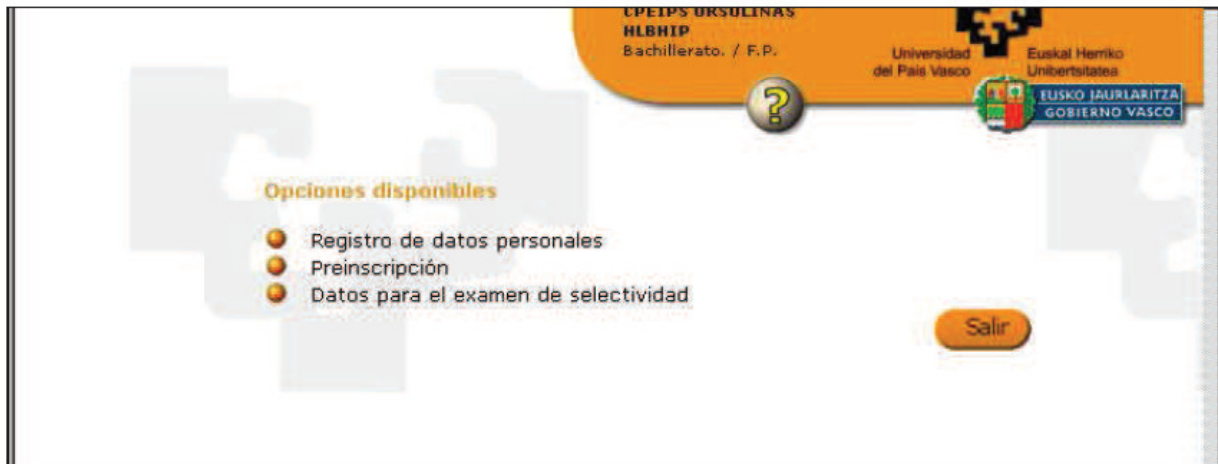 CPEIPS URSULINAS
HLBHIP
Bachillerato. / F.P.
Universidad
del País Vasco
Euskal Herriko
Unibertsitatea
?
EUSKO JAURLARITZA
GOBIERNO VASCO
Opciones disponibles
Registro de datos personales
Preinscripción
Datos para el examen de selectividad
Salir